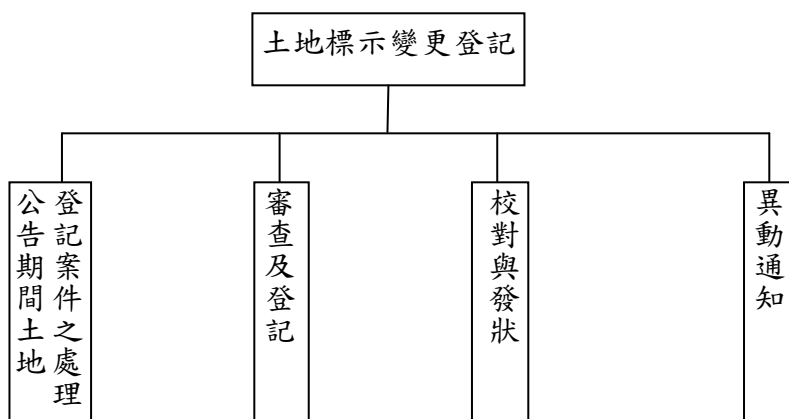 土地標示變更登記
公告期間土地
登記案件之處理
審查及登記
校對與發狀
異動通知